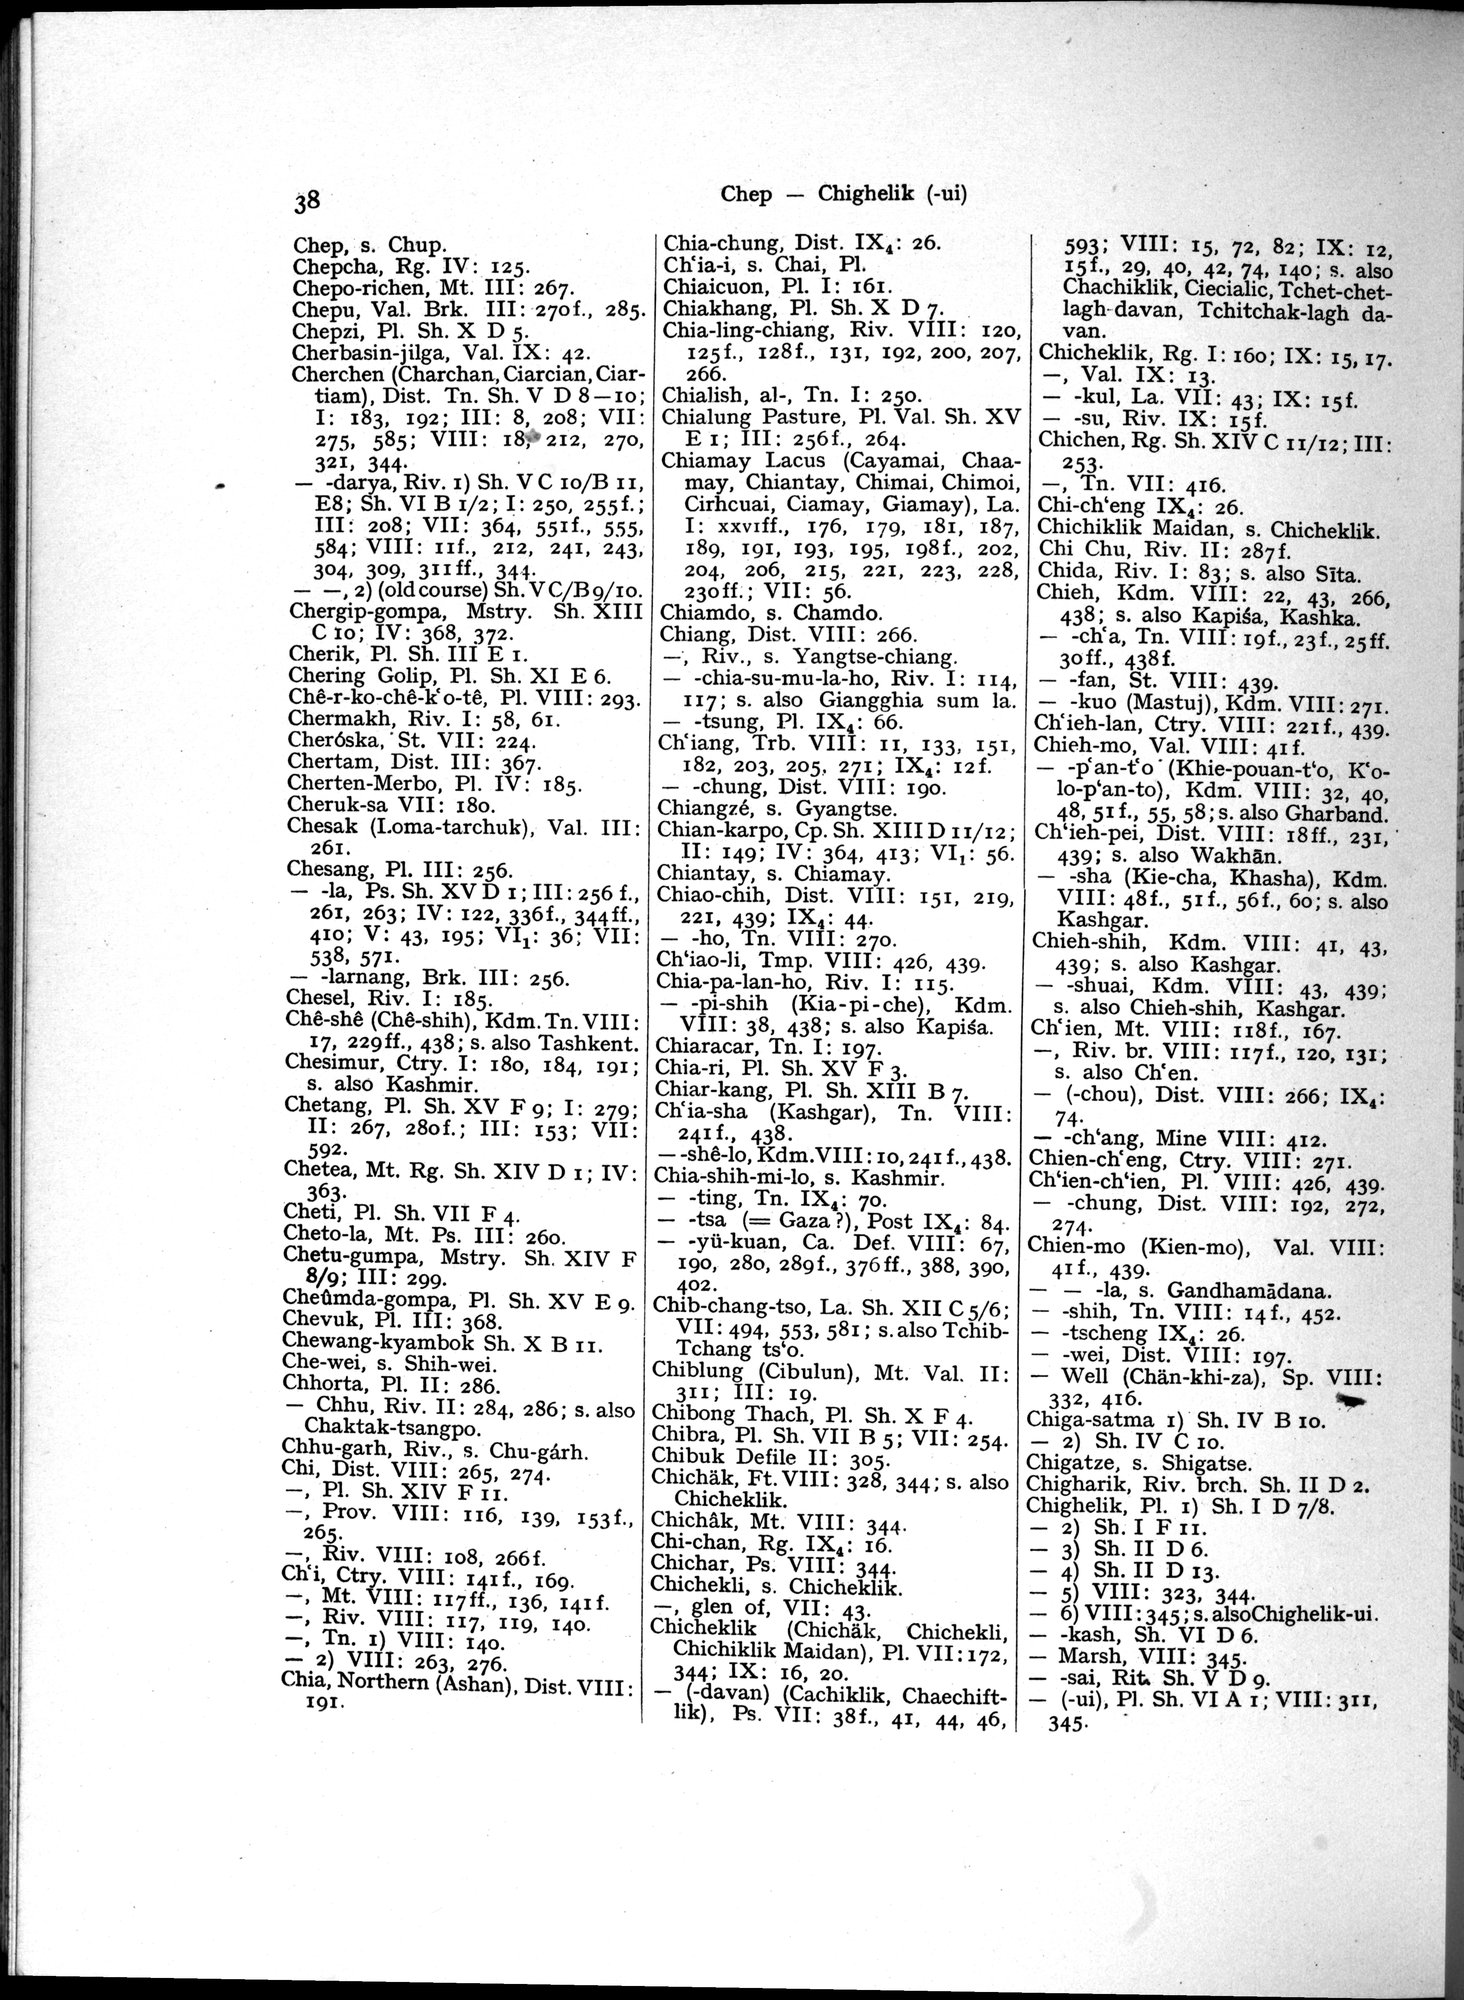 38
Chep — Chighelik (-ui)
Chep, s. Chup.
Chepcha, Rg. IV: 125.
Chepo-richen, Mt. III: 267.
Chepu, Val. Brk. III: 270f., 285.
Chepzi, Pl. Sh. X D 5.
Cherbasin-jilga, Val. IX: 42.
Cherchen (Charchan, Ciarcian, Ciar-
tiam), Dist. Tn. Sh. V D 8—10;
I: 183, 192; III: 8, 208; VII:
275, 585; VIII: 18, 212, 270,
321, 344.
— -darya, Riv. 1) Sh. V C 10/B 11,
E8; Sh. VI B 1/2; I: 250, 255f.;
III: 208; VII: 364, 551f., 555,
584; VIII: 11f., 212, 241, 243,
304, 309, 311ff., 344.
— —, 2) (old course) Sh. V C/B 9/10.
Chergip-gompa, Mstry. Sh. XIII
C 10; IV: 368, 372.
Cherik, Pl. Sh. III E 1.
Chering Golip, Pl. Sh. XI E 6.
Chê-r-ko-chê-k‘o-tê, Pl. VIII: 293.
Chermakh, Riv. I: 58, 61.
Cheróska, St. VII: 224.
Chertam, Dist. III: 367.
Cherten-Merbo, Pl. IV: 185.
Cheruk-sa VII: 180.
Chesak (Loma-tarchuk), Val. III:
261.
Chesang, Pl. III: 256.
— -la, Ps. Sh. XV D 1; III: 256 f.,
261, 263; IV: 122, 336f., 344ff.,
410; V: 43, 195; VI₁: 36; VII:
538, 571.
— -larnang, Brk. III: 256.
Chesel, Riv. I: 185.
Chê-shê (Chê-shih), Kdm. Tn. VIII:
17, 229ff., 438; s. also Tashkent.
Chesimur, Ctry. I: 180, 184, 191;
s. also Kashmir.
Chetang, Pl. Sh. XV F 9; I: 279;
II: 267, 280f.; III: 153; VII:
592.
Chetea, Mt. Rg. Sh. XIV D 1; IV:
363.
Cheti, Pl. Sh. VII F 4.
Cheto-la, Mt. Ps. III: 260.
Chetu-gumpa, Mstry. Sh. XIV F
8/9; III: 299.
Cheûmda-gompa, Pl. Sh. XV E 9.
Chevuk, Pl. III: 368.
Chewang-kyambok Sh. X B 11.
Che-wei, s. Shih-wei.
Chhorta, Pl. II: 286.
— Chhu, Riv. II: 284, 286; s. also
Chaktak-tsangpo.
Chhu-garh, Riv., s. Chu-gárh.
Chi, Dist. VIII: 265, 274.
—, Pl. Sh. XIV F 11.
—, Prov. VIII: 116, 139, 153f.,
265.
—, Riv. VIII: 108, 266f.
Ch‘i, Ctry. VIII: 141f., 169.
—, Mt. VIII: 117ff., 136, 141f.
—, Riv. VIII: 117, 119, 140.
—, Tn. 1) VIII: 140.
— 2) VIII: 263, 276.
Chia, Northern (Ashan), Dist. VIII:
191.
Chia-chung, Dist. IX₄: 26.
Ch‘ia-i, s. Chai, Pl.
Chiaicuon, Pl. I: 161.
Chiakhang, Pl. Sh. X D 7.
Chia-ling-chiang, Riv. VIII: 120,
125f., 128f., 131, 192, 200, 207,
266.
Chialish, al-, Tn. I: 250.
Chialung Pasture, Pl. Val. Sh. XV
E 1; III: 256f., 264.
Chiamay Lacus (Cayamai, Chaa-
may, Chiantay, Chimai, Chimoi,
Cirhcuai, Ciamay, Giamay), La.
I: xxvıff., 176, 179, 181, 187,
189, 191, 193, 195, 198f., 202,
204, 206, 215, 221, 223, 228,
230ff.; VII: 56.
Chiamdo, s. Chamdo.
Chiang, Dist. VIII: 266.
—, Riv., s. Yangtse-chiang.
— -chia-su-mu-la-ho, Riv. I: 114,
117; s. also Giangghia sum la.
— -tsung, Pl. IX₄: 66.
Ch‘iang, Trb. VIII: 11, 133, 151,
182, 203, 205, 271; IX₄: 12f.
— -chung, Dist. VIII: 190.
Chiangzé, s. Gyangtse.
Chian-karpo, Cp. Sh. XIII D 11/12;
II: 149; IV: 364, 413; VI₁: 56.
Chiantay, s. Chiamay.
Chiao-chih, Dist. VIII: 151, 219,
221, 439; IX₄: 44.
— -ho, Tn. VIII: 270.
Ch‘iao-li, Tmp. VIII: 426, 439.
Chia-pa-lan-ho, Riv. I: 115.
— -pi-shih (Kia-pi-che), Kdm.
VIII: 38, 438; s. also Kapiśa.
Chiaracar, Tn. I: 197.
Chia-ri, Pl. Sh. XV F 3.
Chiar-kang, Pl. Sh. XIII B 7.
Ch‘ia-sha (Kashgar), Tn. VIII:
241f., 438.
— -shê-lo, Kdm. VIII: 10, 241f., 438.
Chia-shih-mi-lo, s. Kashmir.
— -ting, Tn. IX₄: 70.
— -tsa (= Gaza?), Post IX₄: 84.
— -yü-kuan, Ca. Def. VIII: 67,
190, 280, 289f., 376ff., 388, 390,
402.
Chib-chang-tso, La. Sh. XII C 5/6;
VII: 494, 553, 581; s. also Tchib-
Tchang ts‘o.
Chiblung (Cibulun), Mt. Val. II:
311; III: 19.
Chibong Thach, Pl. Sh. X F 4.
Chibra, Pl. Sh. VII B 5; VII: 254.
Chibuk Defile II: 305.
Chichäk, Ft. VIII: 328, 344; s. also
Chicheklik.
Chichâk, Mt. VIII: 344.
Chi-chan, Rg. IX₄: 16.
Chichar, Ps. VIII: 344.
Chichekli, s. Chicheklik.
—, glen of, VII: 43.
Chicheklik (Chichäk, Chichekli,
Chichiklik Maidan), Pl. VII: 172,
344; IX: 16, 20.
— (-davan) (Cachiklik, Chaechift-
lik), Ps. VII: 38f., 41, 44, 46,
593; VIII: 15, 72, 82; IX: 12,
15f., 29, 40, 42, 74, 140; s. also
Chachiklik, Ciecialic, Tchet-chet-
lagh-davan, Tchitchak-lagh da-
van.
Chicheklik, Rg. I: 160; IX: 15, 17.
—, Val. IX: 13.
— -kul, La. VII: 43; IX: 15f.
— -su, Riv. IX: 15f.
Chichen, Rg. Sh. XIV C 11/12; III:
253.
—, Tn. VII: 416.
Chi-ch‘eng IX₄: 26.
Chichiklik Maidan, s. Chicheklik.
Chi Chu, Riv. II: 287f.
Chida, Riv. I: 83; s. also Sīta.
Chieh, Kdm. VIII: 22, 43, 266,
438; s. also Kapiśa, Kashka.
— -ch‘a, Tn. VIII: 19f., 23f., 25ff.
30ff., 438f.
— -fan, St. VIII: 439.
— -kuo (Mastuj), Kdm. VIII: 271.
Ch‘ieh-lan, Ctry. VIII: 221f., 439.
Chieh-mo, Val. VIII: 41f.
— -p‘an-t‘o (Khie-pouan-t‘o, K‘o-
lo-p‘an-to), Kdm. VIII: 32, 40,
48, 51f., 55, 58; s. also Gharband.
Ch‘ieh-pei, Dist. VIII: 18ff., 231,
439; s. also Wakhān.
— -sha (Kie-cha, Khasha), Kdm.
VIII: 48f., 51f., 56f., 60; s. also
Kashgar.
Chieh-shih, Kdm. VIII: 41, 43,
439; s. also Kashgar.
— -shuai, Kdm. VIII: 43, 439;
s. also Chieh-shih, Kashgar.
Ch‘ien, Mt. VIII: 118f., 167.
—, Riv. br. VIII: 117f., 120, 131;
s. also Ch‘en.
— (-chou), Dist. VIII: 266; IX₄:
74.
— -ch‘ang, Mine VIII: 412.
Chien-ch‘eng, Ctry. VIII: 271.
Ch‘ien-ch‘ien, Pl. VIII: 426, 439.
— -chung, Dist. VIII: 192, 272,
274.
Chien-mo (Kien-mo), Val. VIII:
41f., 439.
— — -la, s. Gandhamādana.
— -shih, Tn. VIII: 14f., 452.
— -tscheng IX₄: 26.
— -wei, Dist. VIII: 197.
— Well (Chän-khi-za), Sp. VIII:
332, 416.
Chiga-satma 1) Sh. IV B 10.
— 2) Sh. IV C 10.
Chigatze, s. Shigatse.
Chigharik, Riv. brch. Sh. II D 2.
Chighelik, Pl. 1) Sh. I D 7/8.
— 2) Sh. I F 11.
— 3) Sh. II D 6.
— 4) Sh. II D 13.
— 5) VIII: 323, 344.
— 6) VIII: 345; s. also Chighelik-ui.
— -kash, Sh. VI D 6.
— Marsh, VIII: 345.
— -sai, Rit. Sh. V D 9.
— (-ui), Pl. Sh. VI A 1; VIII: 311,
345.